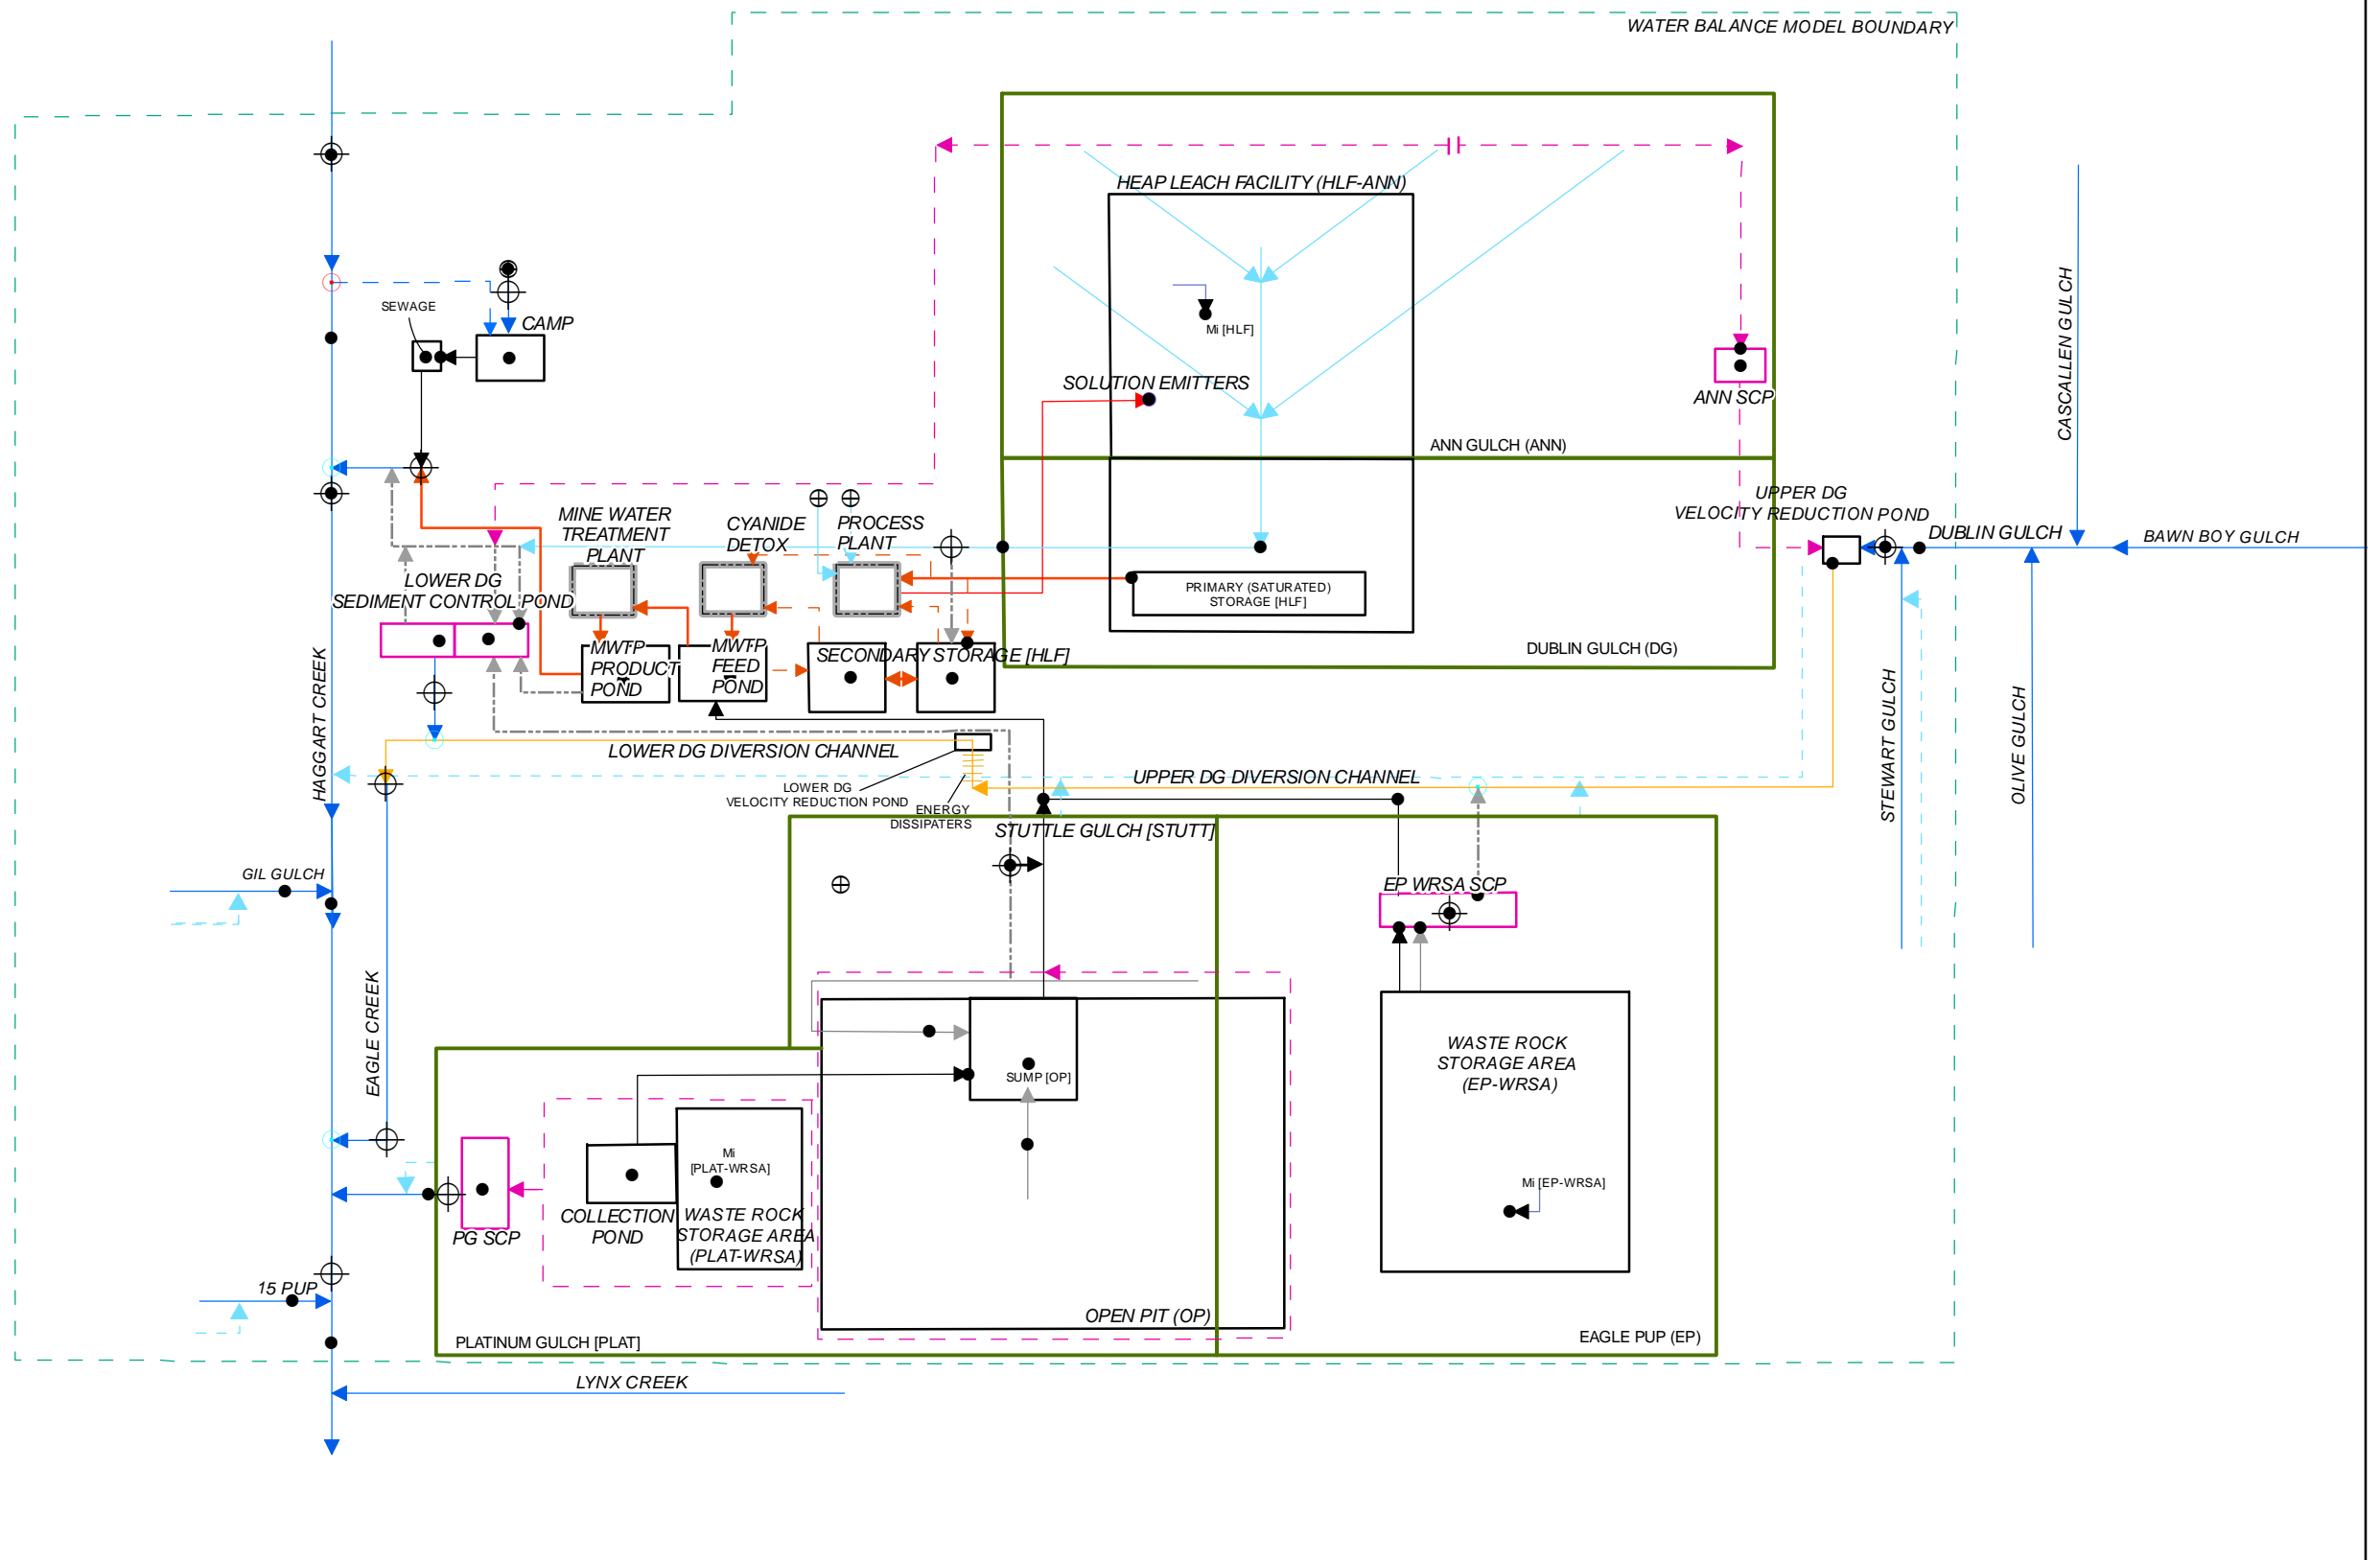 WATER BALANCE MODEL BOUNDARY
HEAP LEACH FACILITY (HLF-ANN)
SEWAGE
CAMP
Mi [HLF]
SOLUTION EMITTERS
ANN SCP
ANN GULCH (ANN)
CASCALLEN GULCH
UPPER DG
VELOCITY REDUCTION POND
DUBLIN GULCH
BAWN BOY GULCH
MINE WATER
TREATMENT
PLANT
CYANIDE
DETOX
PROCESS
PLANT
LOWER DG
SEDIMENT CONTROL POND
PRIMARY (SATURATED)
STORAGE [HLF]
MWTP
PRODUCT
POND
MWTP
FEED
POND
SECONDARY STORAGE [HLF]
DUBLIN GULCH (DG)
HAGGART CREEK
STEWART GULCH
OLIVE GULCH
LOWER DG DIVERSION CHANNEL
UPPER DG DIVERSION CHANNEL
LOWER DG
VELOCITY REDUCTION POND
ENERGY
DISSIPATERS
STUTTLE GULCH [STUTT]
GIL GULCH
EP WRSA SCP
EAGLE CREEK
SUMP [OP]
WASTE ROCK
STORAGE AREA
(EP-WRSA)
Mi
[PLAT-WRSA]
Mi [EP-WRSA]
COLLECTION
POND
WASTE ROCK
STORAGE AREA
(PLAT-WRSA)
PG SCP
15 PUP
OPEN PIT (OP)
PLATINUM GULCH [PLAT]
EAGLE PUP (EP)
LYNX CREEK